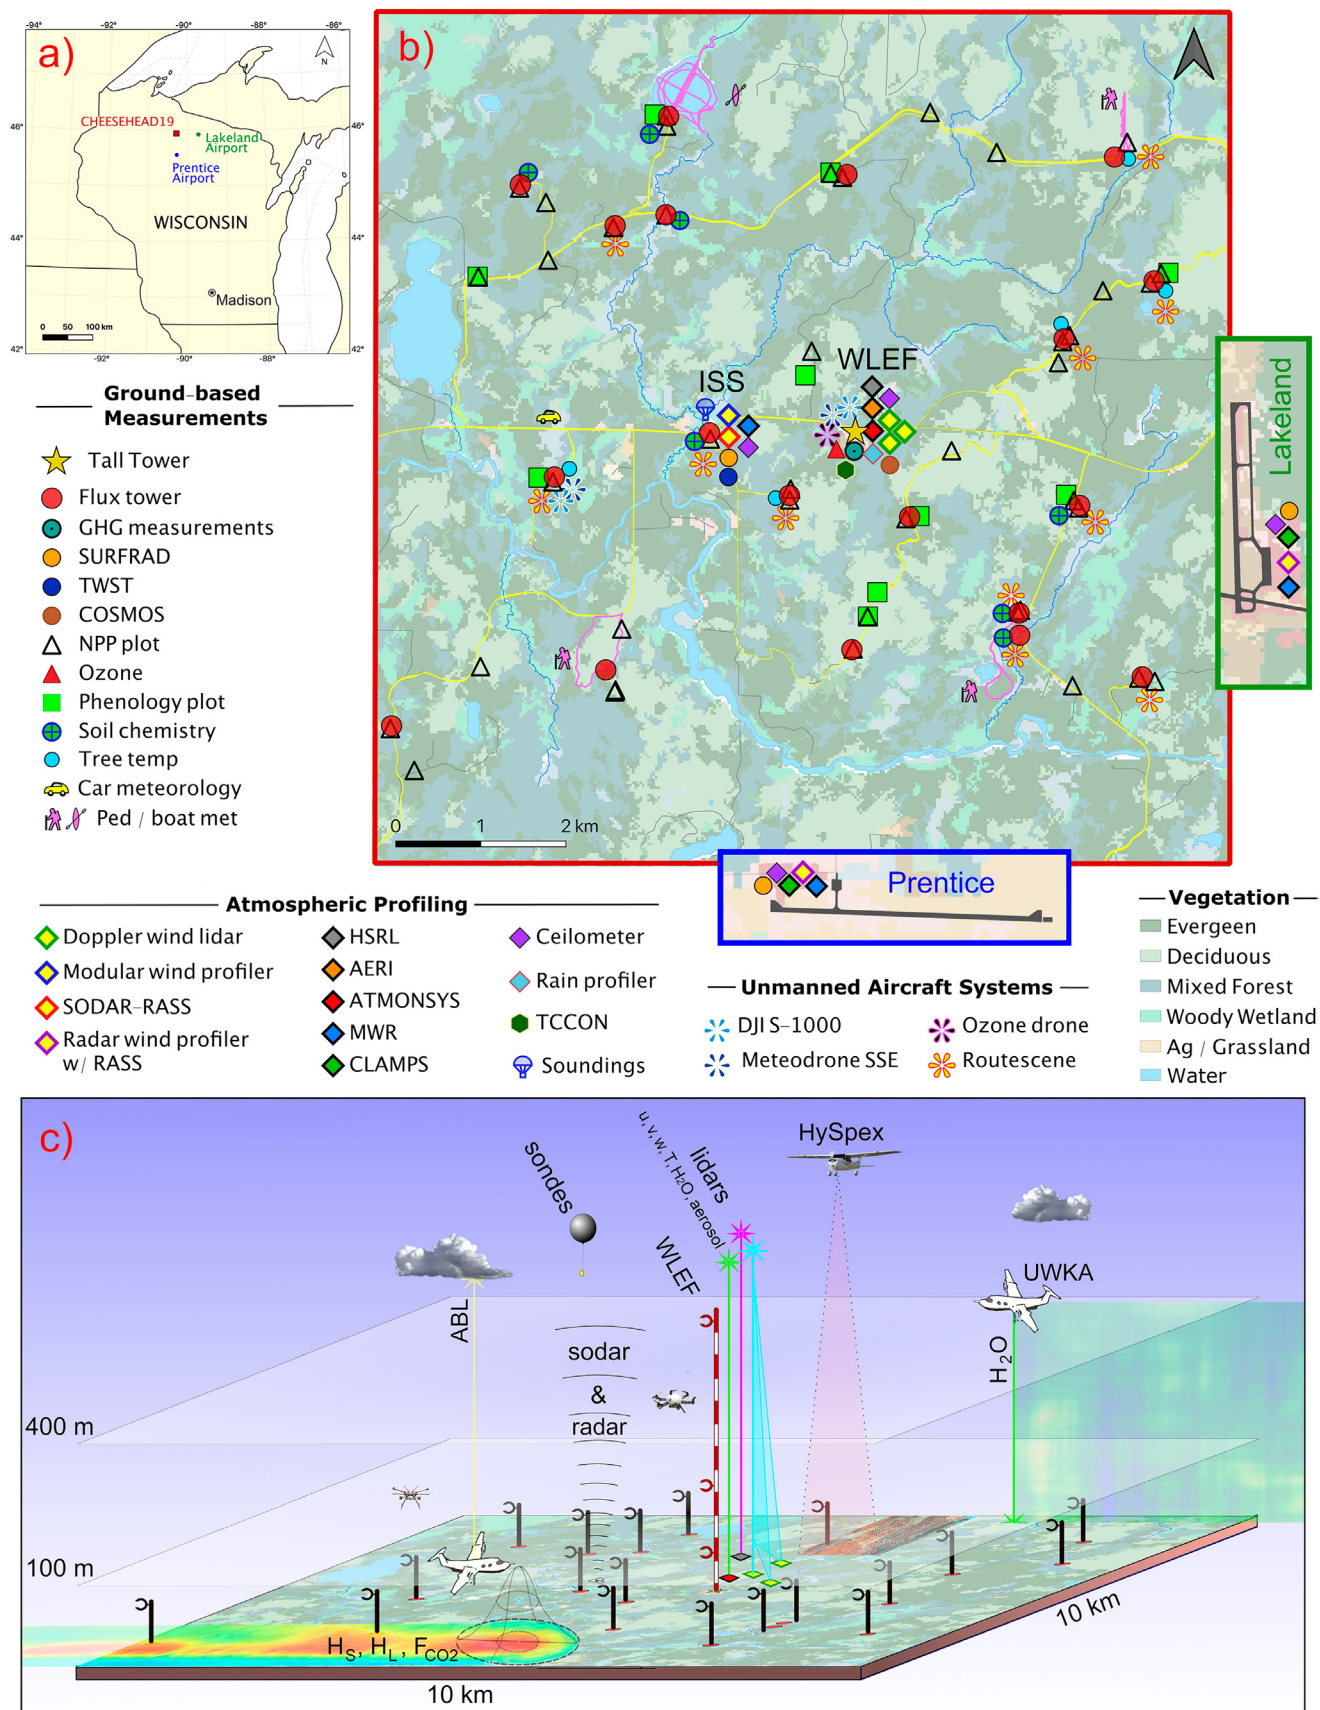 a)
-94° -92° -90° -88° -86°
N
CHEESEHEAD19
46° 46°
Lakeland
Airport
Prentice
Airport
WISCONSIN
44° 44°
Madison
0 50 100 km
42° 42°
-92° -90° -88°
b)
ISS
WLEF
0 1 2 km
Lakeland
Prentice
Ground-based
Measurements
Tall Tower
Flux tower
GHG measurements
SURFRAD
TWST
COSMOS
NPP plot
Ozone
Phenology plot
Soil chemistry
Tree temp
Car meteorology
Ped / boat met
Atmospheric Profiling
Doppler wind lidar
Modular wind profiler
SODAR-RASS
Radar wind profiler
w/ RASS
HSRL
AERI
ATMONSYS
MWR
CLAMPS
Ceilometer
Rain profiler
TCCON
Soundings
Unmanned Aircraft Systems
DJI S-1000
Meteodrone SSE
Ozone drone
Routescene
Vegetation
Evergeen
Deciduous
Mixed Forest
Woody Wetland
Ag / Grassland
Water
c)
sondes
lidars
u, v, w, T, H2O, aerosol
WLEF
HySpex
UWKA
ABL
sodar
&
radar
H2O
400 m
100 m
HS, HL, FCO2
10 km
10 km